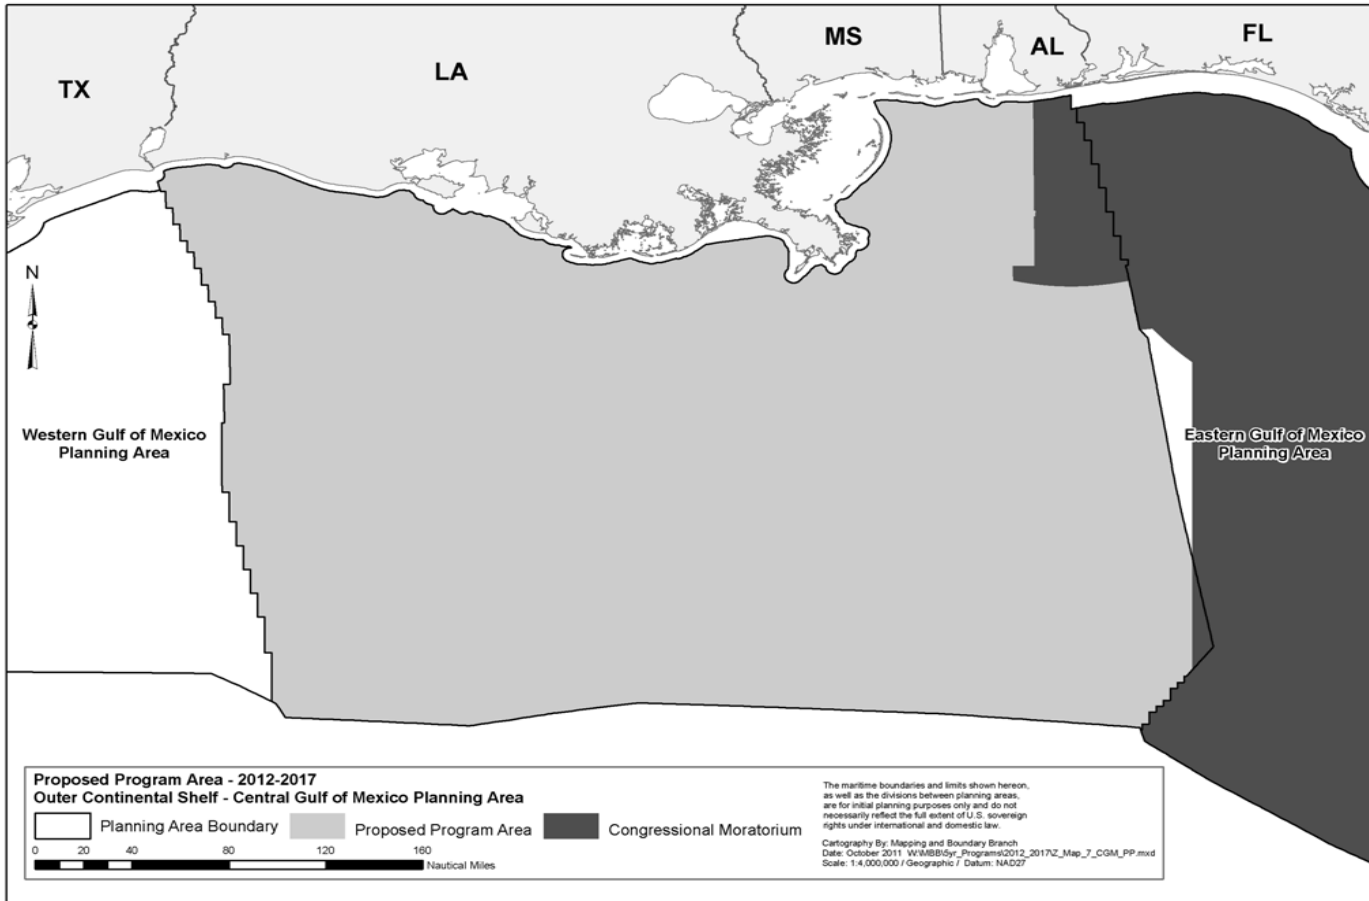 TX
LA
MS
AL
FL
N
Western Gulf of Mexico
Planning Area
Eastern Gulf of Mexico
Planning Area
Proposed Program Area - 2012-2017
Outer Continental Shelf - Central Gulf of Mexico Planning Area
Planning Area Boundary
Proposed Program Area
Congressional Moratorium
0 20 40 80 120 160
Nautical Miles
The maritime boundaries and limits shown hereon,
as well as the divisions between planning areas,
are for initial planning purposes only and do not
necessarily reflect the full extent of U.S. sovereign
rights under international and domestic law.
Cartography By: Mapping and Boundary Branch
Date: October 2011 W:\MBB\5yr_Programs\2012_2017\Z_Map_7_CGM_PP.mxd
Scale: 1:4,000,000 / Geographic / Datum: NAD27